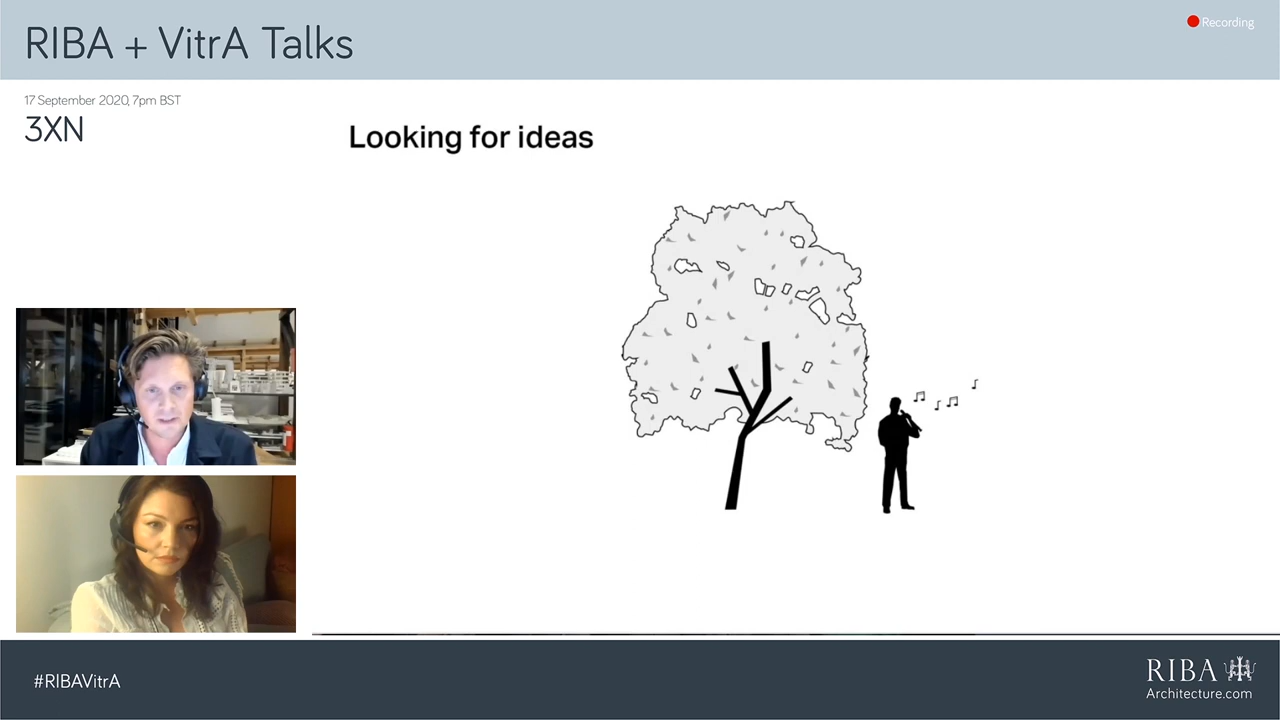 RIBA + VitrA Talks
Recording
17 September 2020, 7pm BST
3XN
Looking for ideas
#RIBAVitrA
RIBA
Architecture.com